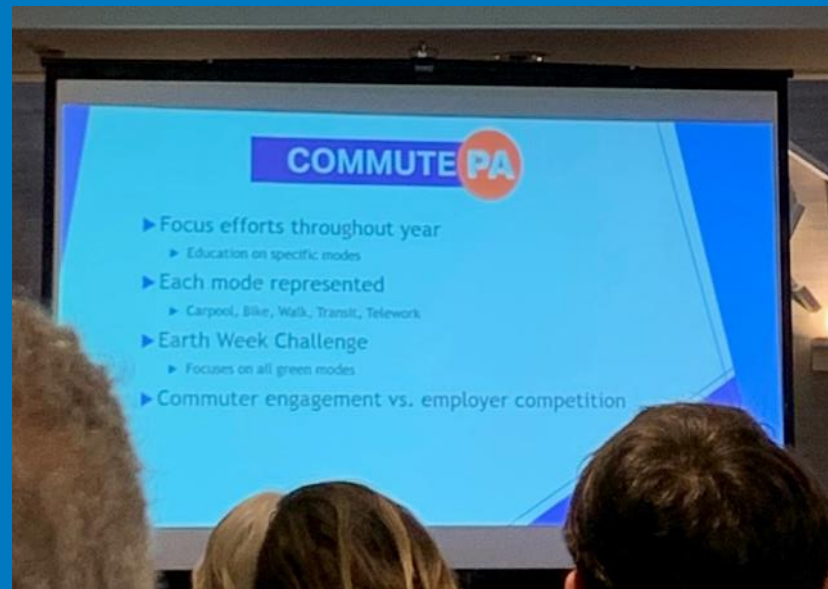 COMMUTE PA
Focus efforts throughout year
Education on specific modes
Each mode represented
Carpool, Bike, Walk, Transit, Telework
Earth Week Challenge
Focuses on all green modes
Commuter engagement vs. employer competition